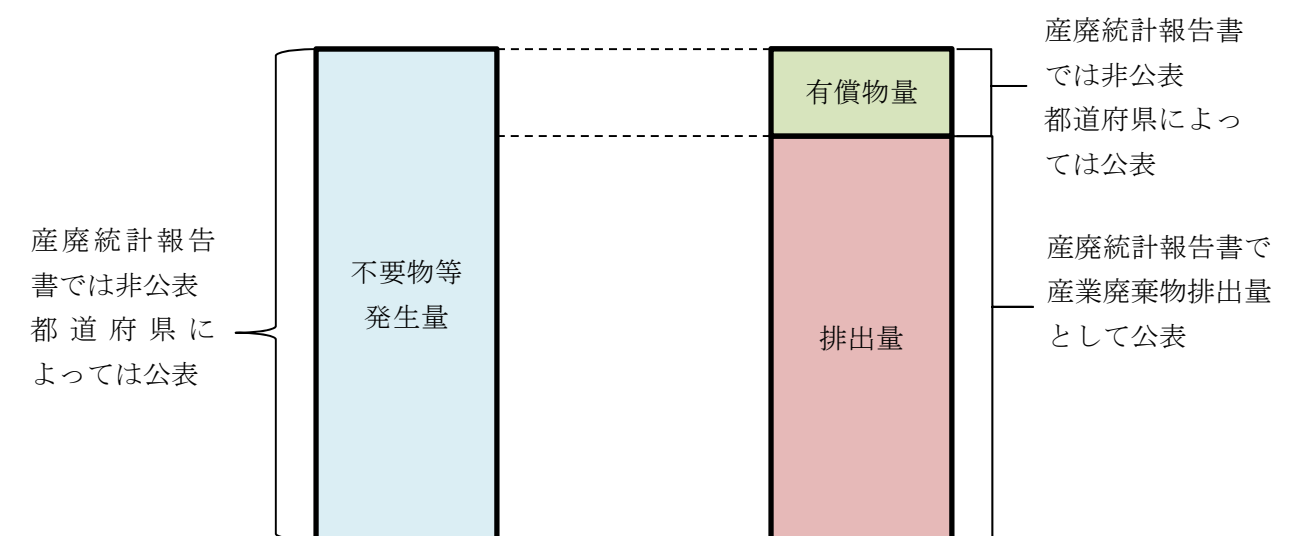 産廃統計報告
書では非公表
都道府県に
よっては公表
不要物等
発生量
有償物量
排出量
産廃統計報告書
では非公表
都道府県によっ
ては公表
産廃統計報告書で
産業廃棄物排出量
として公表